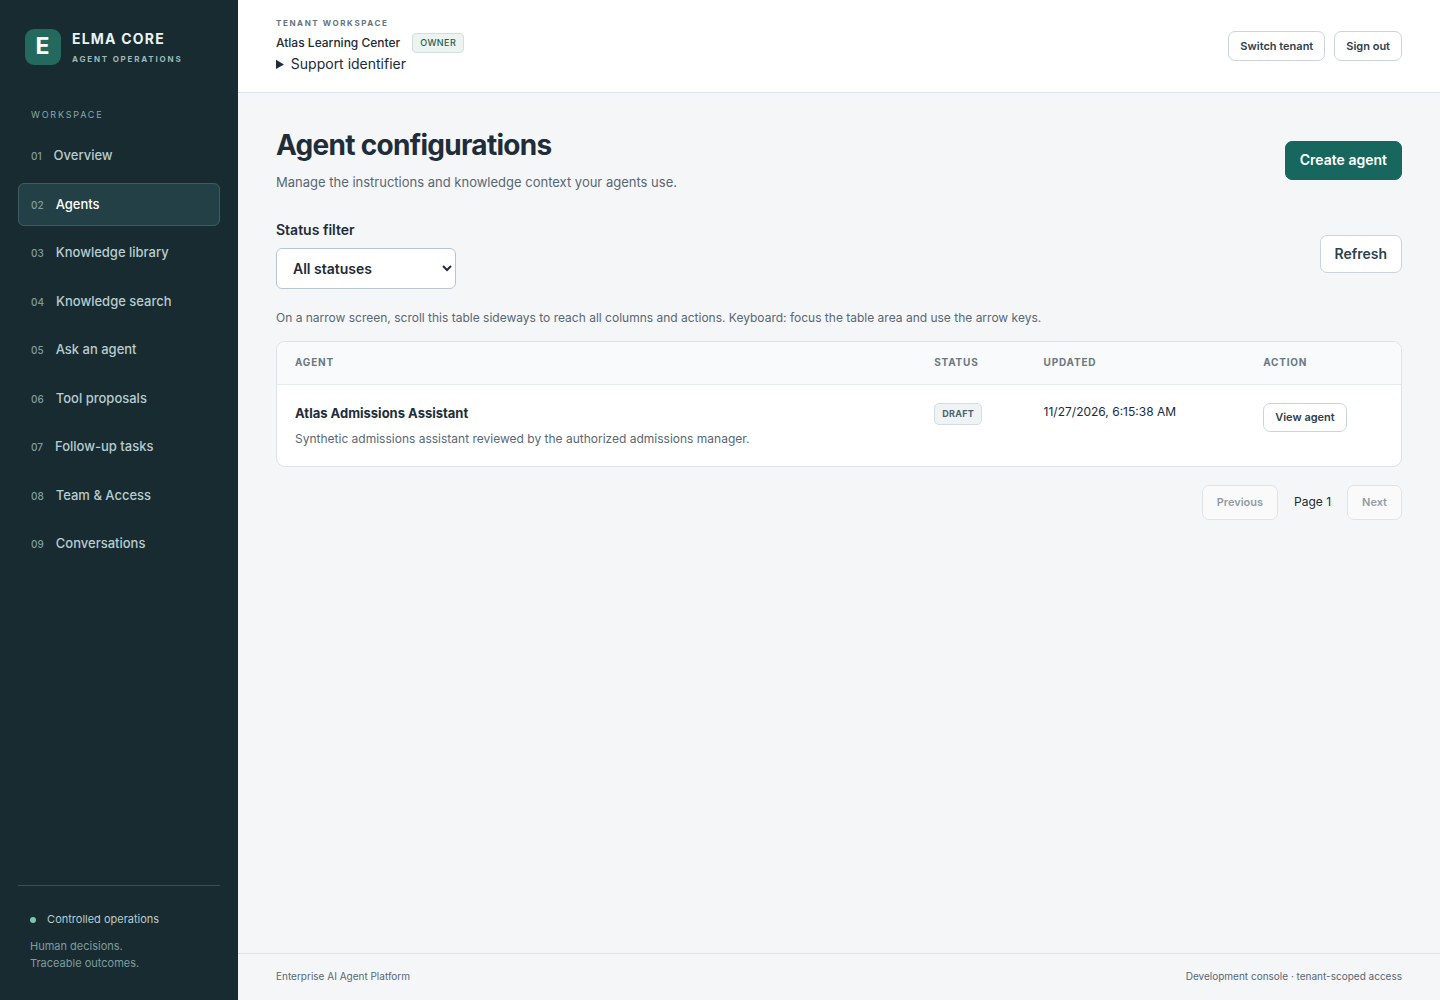 E
ELMA CORE
AGENT OPERATIONS
WORKSPACE
01 Overview
02 Agents
03 Knowledge library
04 Knowledge search
05 Ask an agent
06 Tool proposals
07 Follow-up tasks
08 Team & Access
09 Conversations
Controlled operations
Human decisions.
Traceable outcomes.
TENANT WORKSPACE
Atlas Learning Center OWNER
Support identifier
Switch tenant Sign out
Agent configurations
Manage the instructions and knowledge context your agents use.
Create agent
Status filter
All statuses
Refresh
On a narrow screen, scroll this table sideways to reach all columns and actions. Keyboard: focus the table area and use the arrow keys.
AGENT STATUS UPDATED ACTION
Atlas Admissions Assistant DRAFT 11/27/2026, 6:15:38 AM View agent
Synthetic admissions assistant reviewed by the authorized admissions manager.
Previous Page 1 Next
Enterprise AI Agent Platform Development console · tenant-scoped access